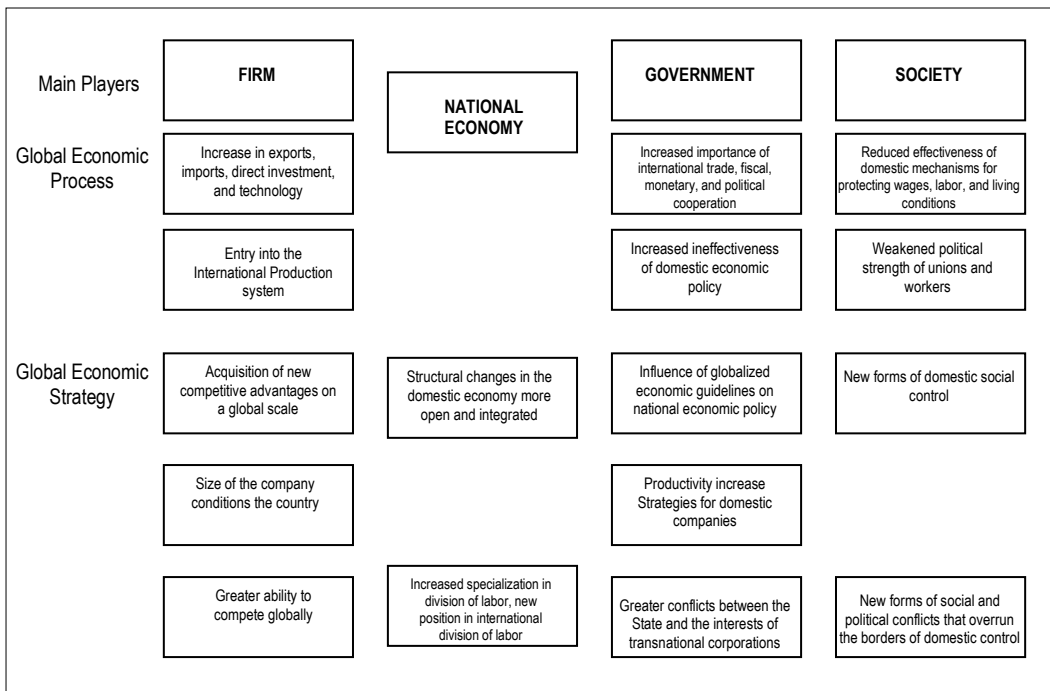 Main Players
FIRM
NATIONAL
ECONOMY
GOVERNMENT
SOCIETY
Global Economic
Process
Increase in exports,
imports, direct investment,
and technology
Increased importance of
international trade, fiscal,
monetary, and political
cooperation
Reduced effectiveness of
domestic mechanisms for
protecting wages, labor, and living
conditions
Entry into the
International Production
system
Increased ineffectiveness
of domestic economic
policy
Weakened political
strength of unions and
workers
Global Economic
Strategy
Acquisition of new
competitive advantages on
a global scale
Structural changes in the
domestic economy more
open and integrated
Influence of globalized
economic guidelines on
national economic policy
New forms of domestic social
control
Size of the company
conditions the country
Productivity increase
Strategies for domestic
companies
Greater ability to
compete globally
Increased specialization in
division of labor, new
position in international
division of labor
Greater conflicts between the
State and the interests of
transnational corporations
New forms of social and
political conflicts that overrun
the borders of domestic control